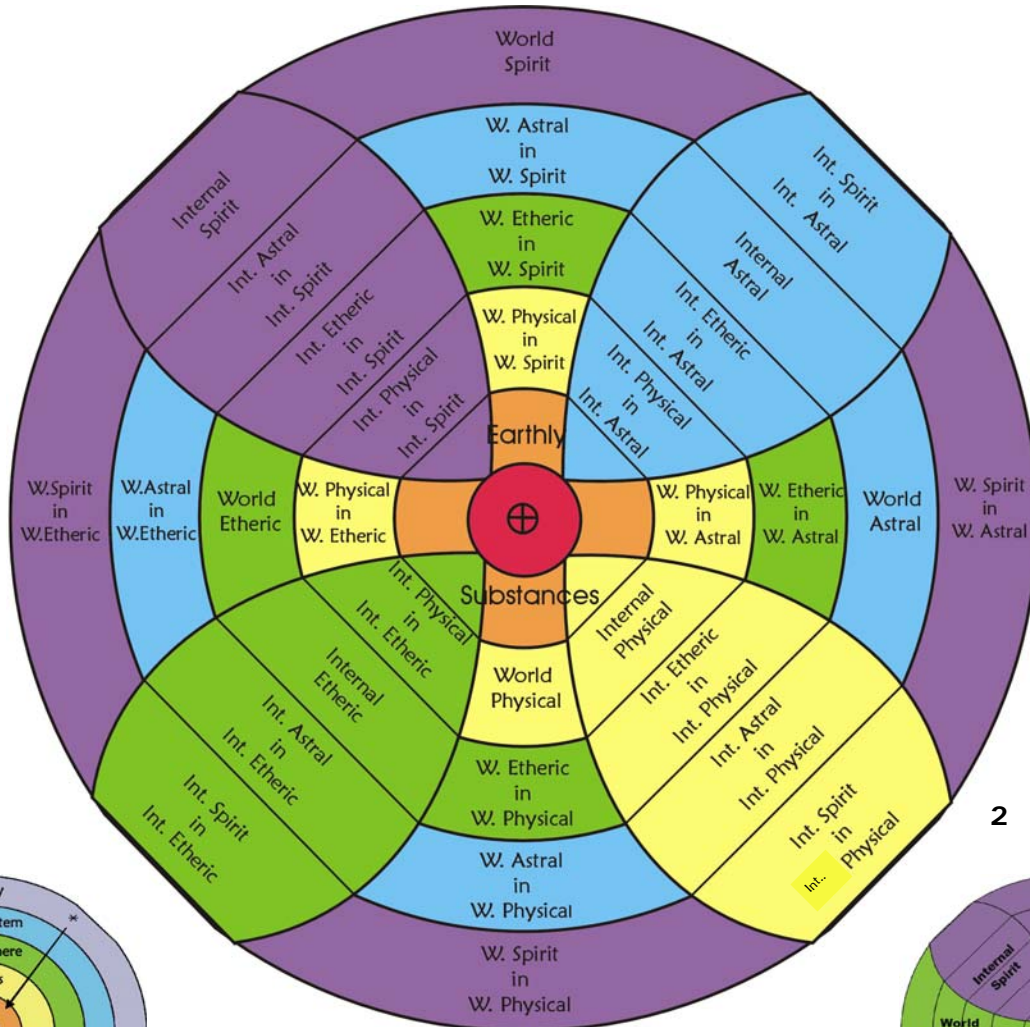 World
Spirit
W. Astral
in
W. Spirit
W. Etheric
in
W. Spirit
W. Physical
in
W. Spirit
Internal
Spirit
Int. Astral
in
Int. Spirit
Int. Etheric
in
Int. Spirit
Int. Physical
in
Int. Spirit
Int. Spirit
in
Int. Astral
Internal
Astral
Int. Etheric
in
Int. Astral
Int. Physical
in
Int. Astral
Earthly
W.Spirit
in
W.Etheric
W.Astral
in
W.Etheric
World
Etheric
W. Physical
in
W. Etheric
W. Physical
in
W. Astral
W. Etheric
in
W. Astral
World
Astral
W. Spirit
in
W. Astral
Substances
Int. Physical
in
Int. Etheric
Internal
Etheric
Int. Astral
in
Int. Etheric
Int. Spirit
in
Int. Etheric
Internal
Physical
Int. Etheric
in
Int. Physical
Int. Astral
in
Int. Physical
Int. Spirit
in
Int.. Physical
World
Physical
W. Etheric
in
W. Physical
W. Astral
in
W. Physical
W. Spirit
in
W. Physical
2
Internal
Spirit
World